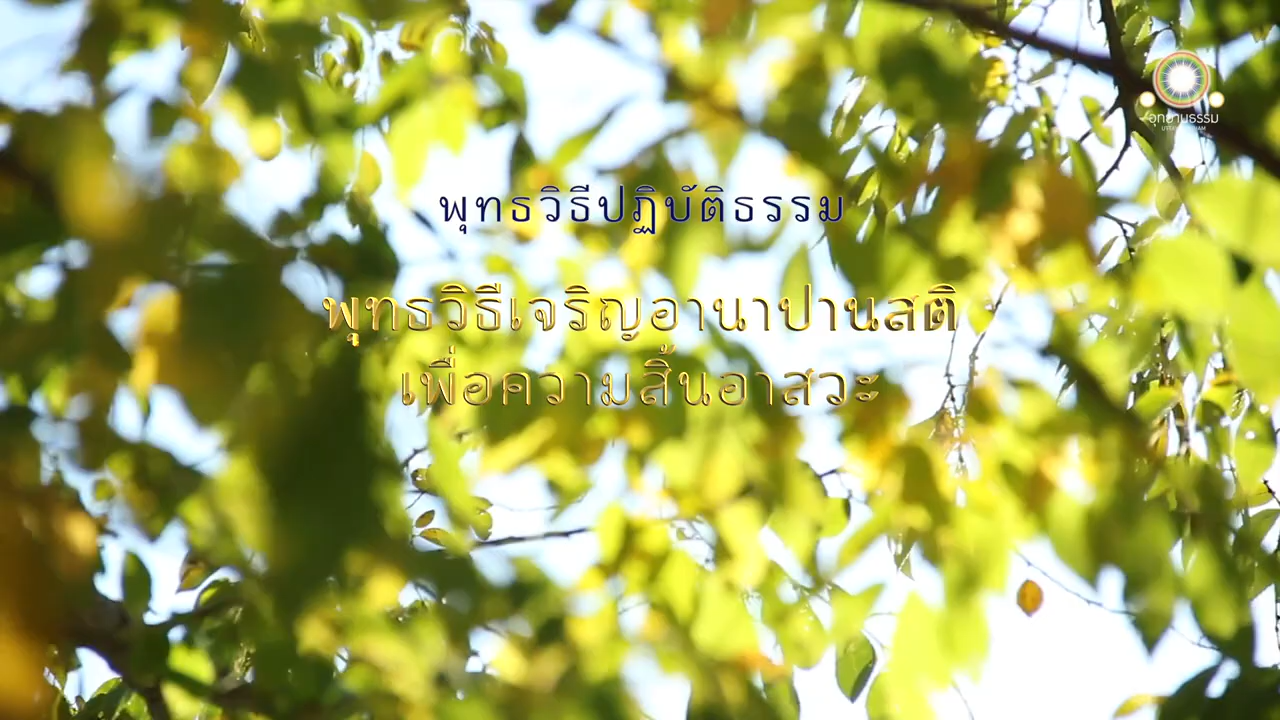 อุทยานธรรม
พุทธวิธีปฏิบัติธรรม
พุทธวิธีเจริญอานาปานสติ
เพื่อความสิ้นอาสวะ